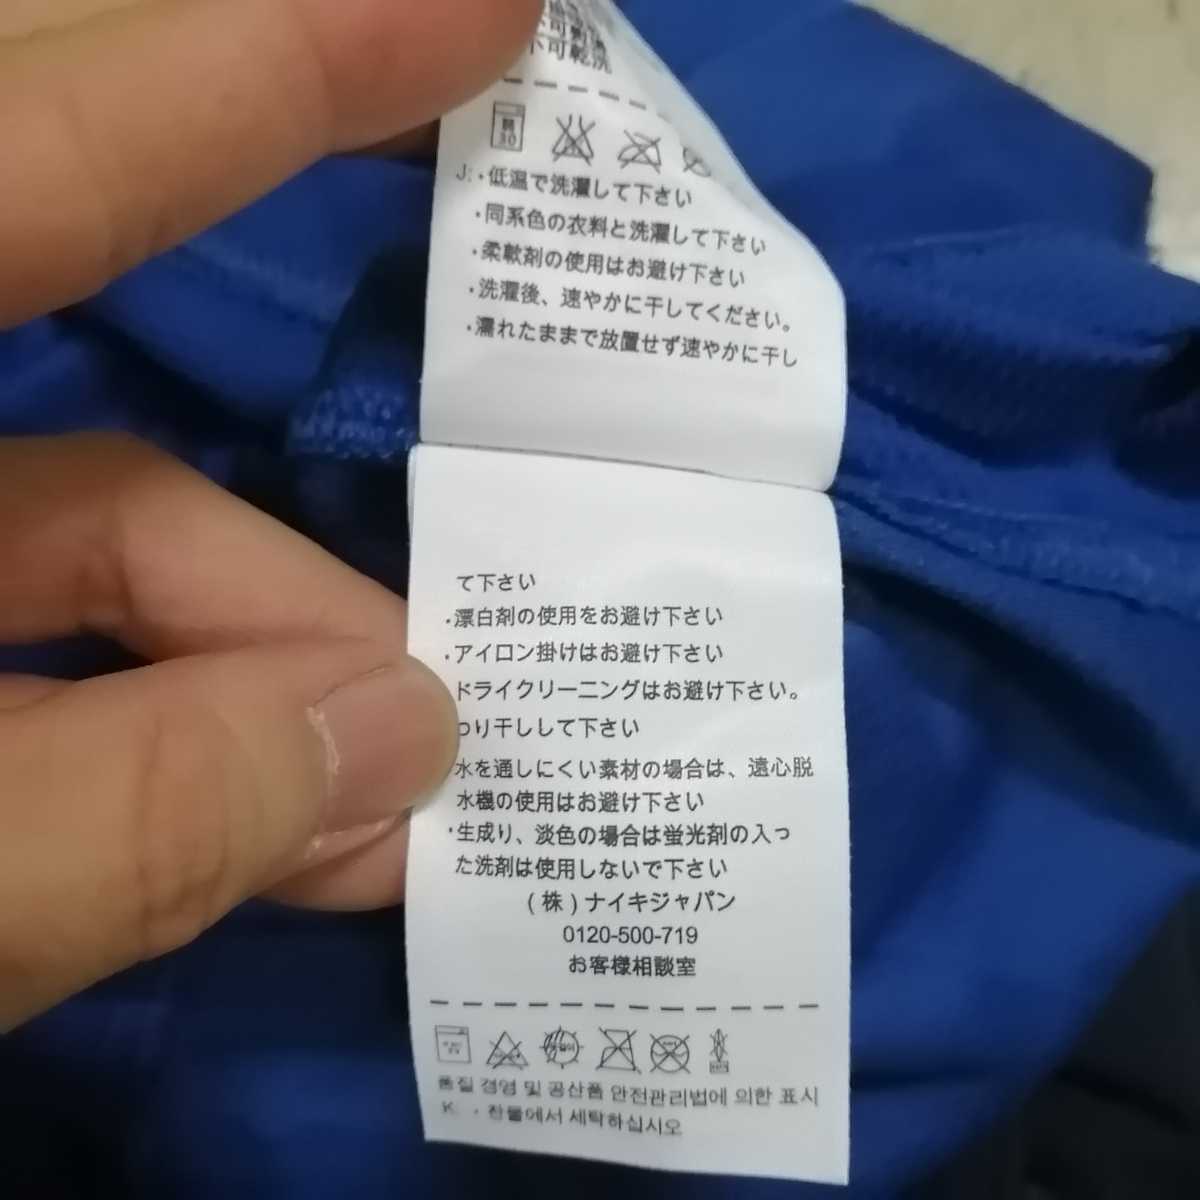 不可乾洗
弱
30
J: ・低温で洗濯して下さい
・同系色の衣料と洗濯して下さい
・柔軟剤の使用はお避け下さい
・洗濯後、速やかに干してください。
・濡れたままで放置せず速やかに干し
て下さい
・漂白剤の使用をお避け下さい
・アイロン掛けはお避け下さい
ドライクリーニングはお避け下さい。
り干しして下さい
水を通しにくい素材の場合は、遠心脱
水機の使用はお避け下さい
・生成り、淡色の場合は蛍光剤の入っ
た洗剤は使用しないで下さい
(株)ナイキジャパン
0120-500-719
お客様相談室
품질 경영 및 공산품 안전관리법에 의한 표시
K: ・찬물에서 세탁하십시오